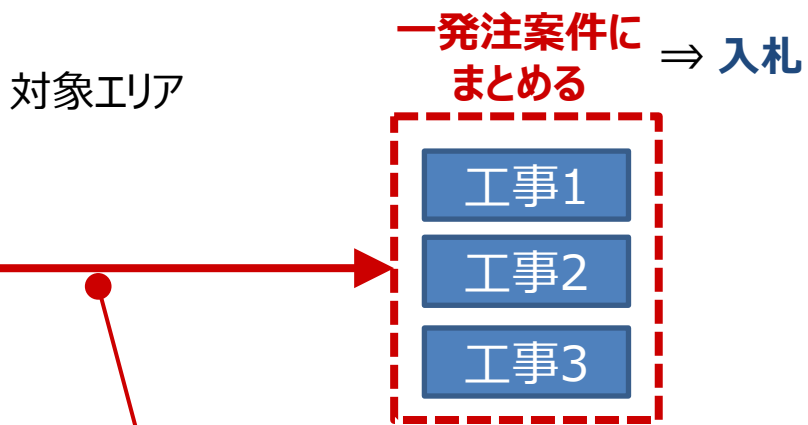 一発注案件に
まとめる
⇒ 入札
対象エリア
工事1
工事2
工事3